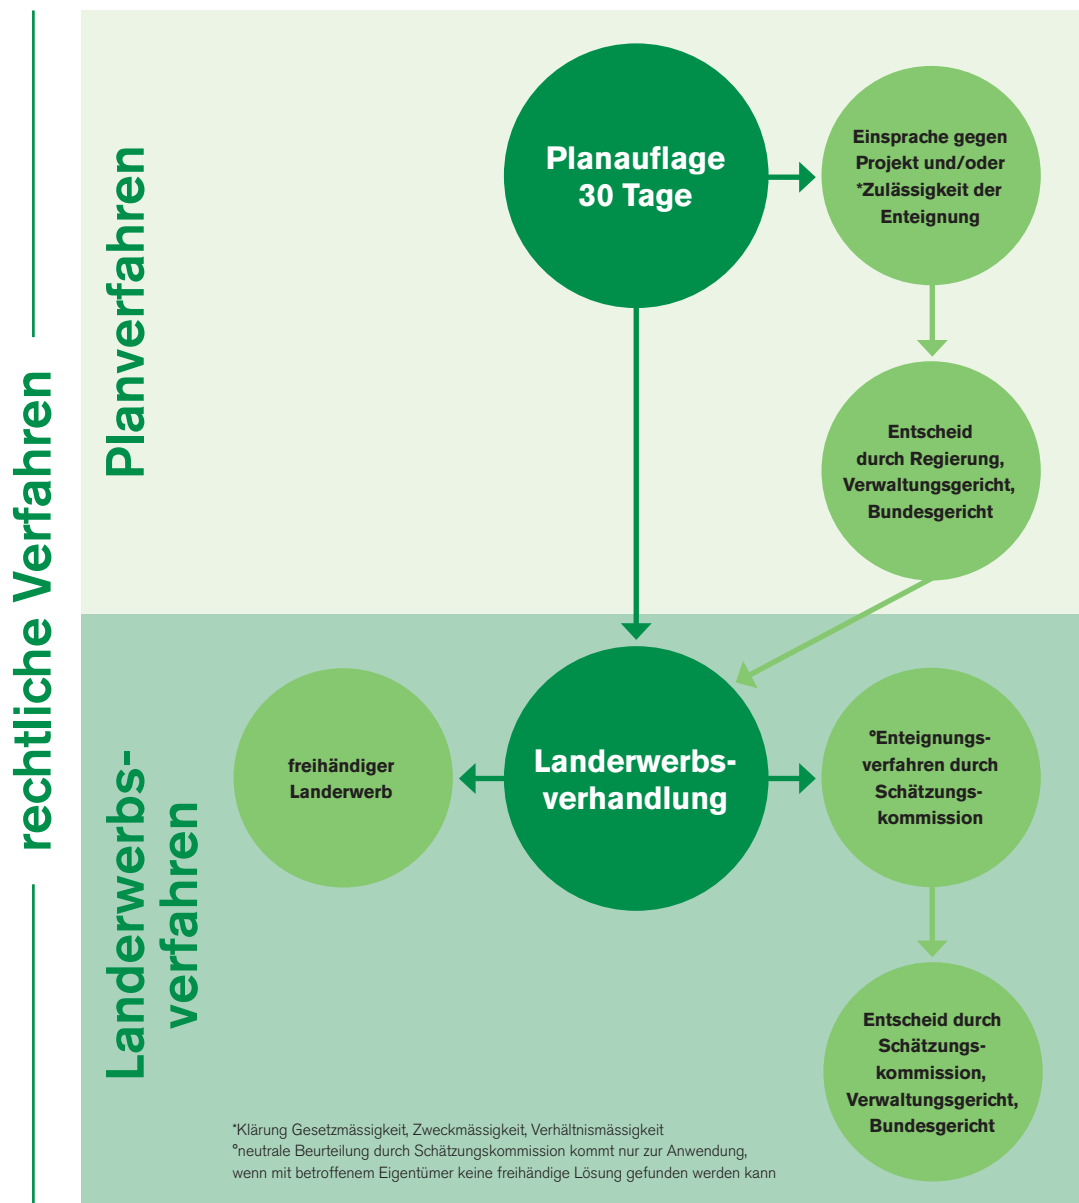 rechtliche Verfahren
Planverfahren
Planauflage
30 Tage
Einsprache gegen
Projekt und/oder
*Zulässigkeit der
Enteignung
Entscheid
durch Regierung,
Verwaltungsgericht,
Bundesgericht
Landerwerbs-
verfahren
freihändiger
Landerwerb
Landerwerbs-
verhandlung
°Enteignungs-
verfahren durch
Schätzungs-
kommission
Entscheid durch
Schätzungs-
kommission,
Verwaltungsgericht,
Bundesgericht
*Klärung Gesetzmässigkeit, Zweckmässigkeit, Verhältnismässigkeit
°neutrale Beurteilung durch Schätzungskommission kommt nur zur Anwendung,
wenn mit betroffenem Eigentümer keine freihändige Lösung gefunden werden kann